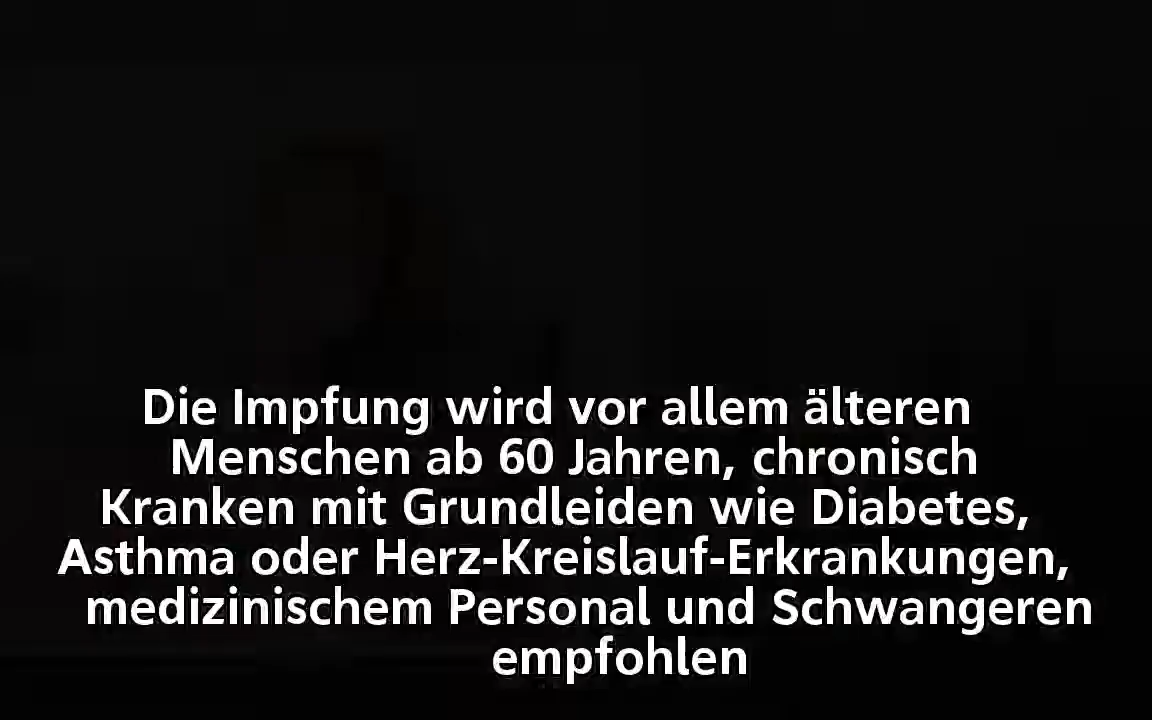 Die Impfung wird vor allem älteren
Menschen ab 60 Jahren, chronisch
Kranken mit Grundleiden wie Diabetes,
Asthma oder Herz-Kreislauf-Erkrankungen,
medizinischem Personal und Schwangeren
empfohlen